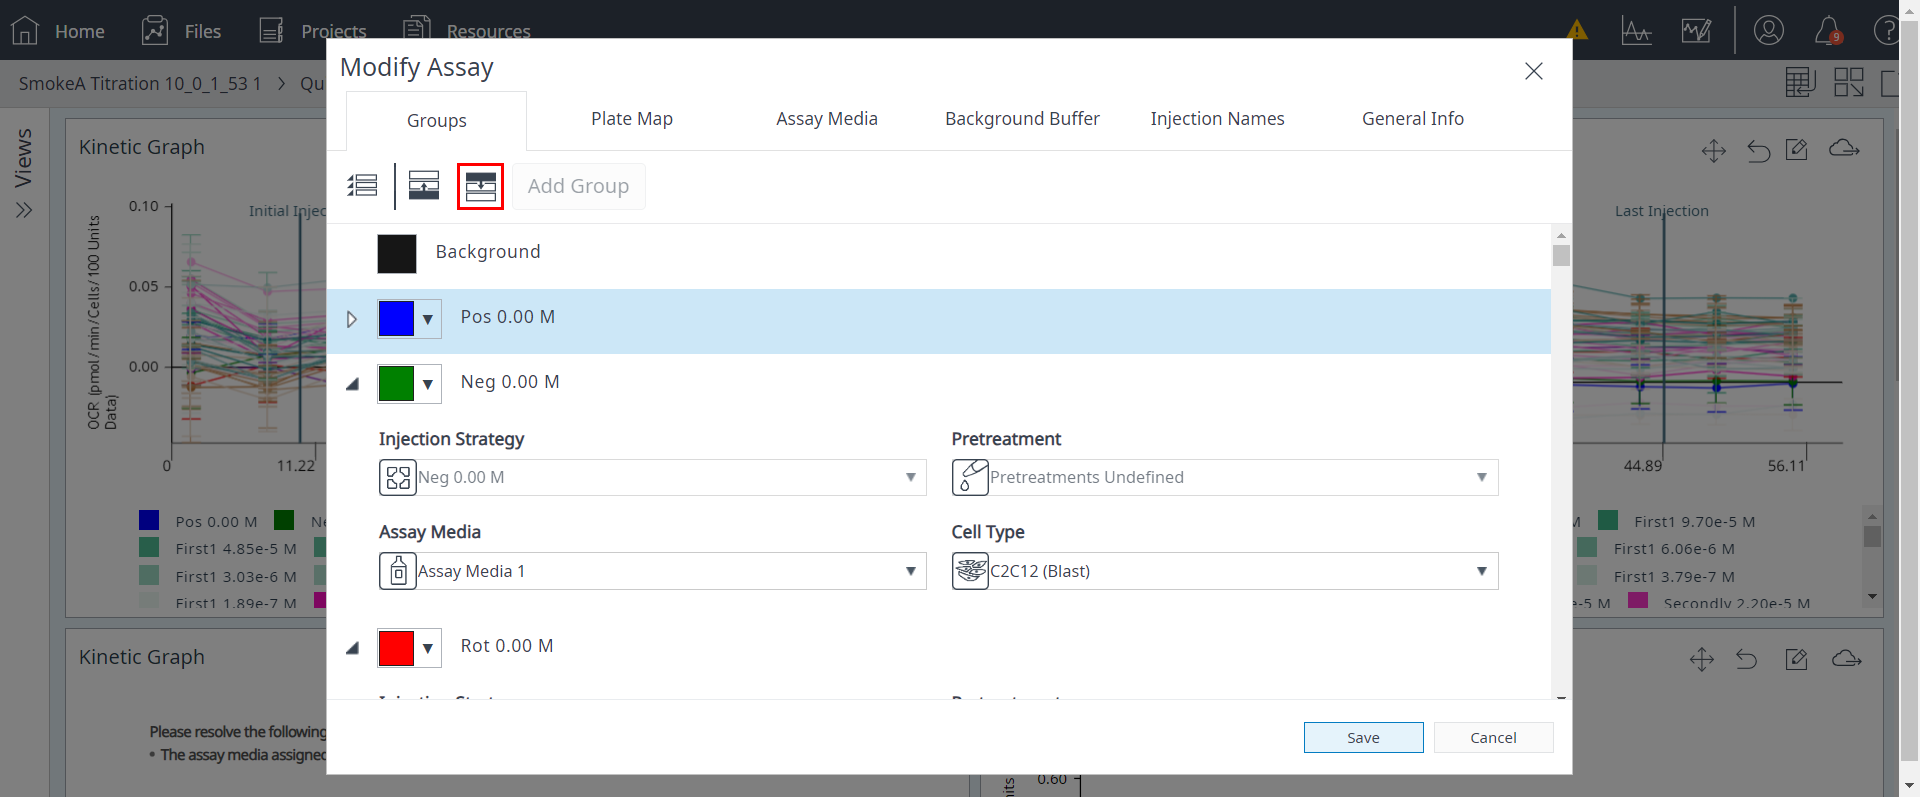 Home
Files
Projects
Resources
9
SmokeA Titration 10_0_1_53 1 > Qu
Views
Modify Assay
Groups
Plate Map
Assay Media
Background Buffer
Injection Names
General Info
Add Group
Background
Pos 0.00 M
Neg 0.00 M
Injection Strategy
Pretreatment
Neg 0.00 M
Pretreatments Undefined
Assay Media
Cell Type
Assay Media 1
C2C12 (Blast)
Rot 0.00 M
Save
Cancel
Kinetic Graph
OCR (pmol/min/Cells/100 Units Data)
0.10
0.05
0.00
Initial Injec
0
11.22
Last Injection
44.89
56.11
Pos 0.00 M
Ne
First1 4.85e-5 M
First1 3.03e-6 M
First1 1.89e-7 M
M
First1 9.70e-5 M
First1 6.06e-6 M
First1 3.79e-7 M
e-5 M
Secondly 2.20e-5 M
Kinetic Graph
Please resolve the following
• The assay media assigned
0.60